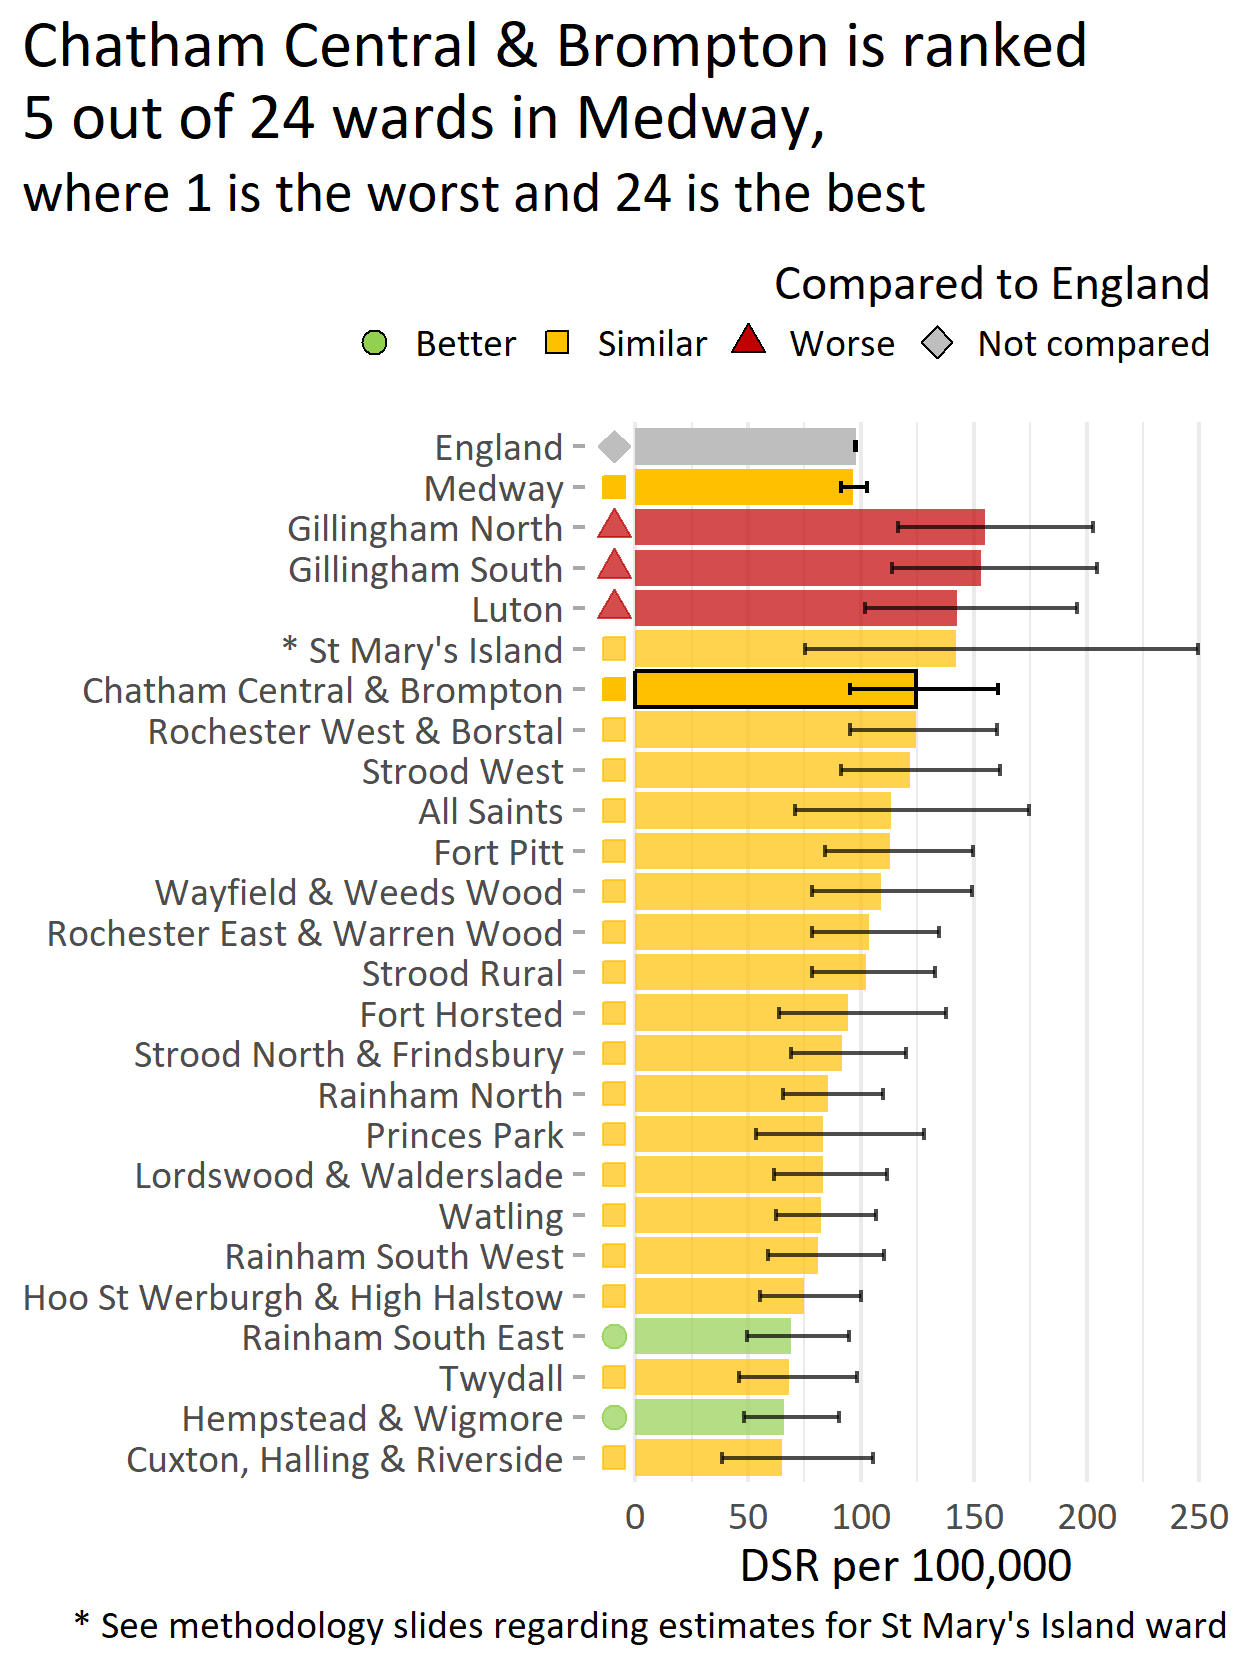 Chatham Central & Brompton is ranked
5 out of 24 wards in Medway,
where 1 is the worst and 24 is the best
Compared to England
Better Similar Worse Not compared
England
Medway
Gillingham North
Gillingham South
Luton
* St Mary's Island
Chatham Central & Brompton
Rochester West & Borstal
Strood West
All Saints
Fort Pitt
Wayfield & Weeds Wood
Rochester East & Warren Wood
Strood Rural
Fort Horsted
Strood North & Frindsbury
Rainham North
Princes Park
Lordswood & Walderslade
Watling
Rainham South West
Hoo St Werburgh & High Halstow
Rainham South East
Twydall
Hempstead & Wigmore
Cuxton, Halling & Riverside
0 50 100 150 200 250
DSR per 100,000
* See methodology slides regarding estimates for St Mary's Island ward